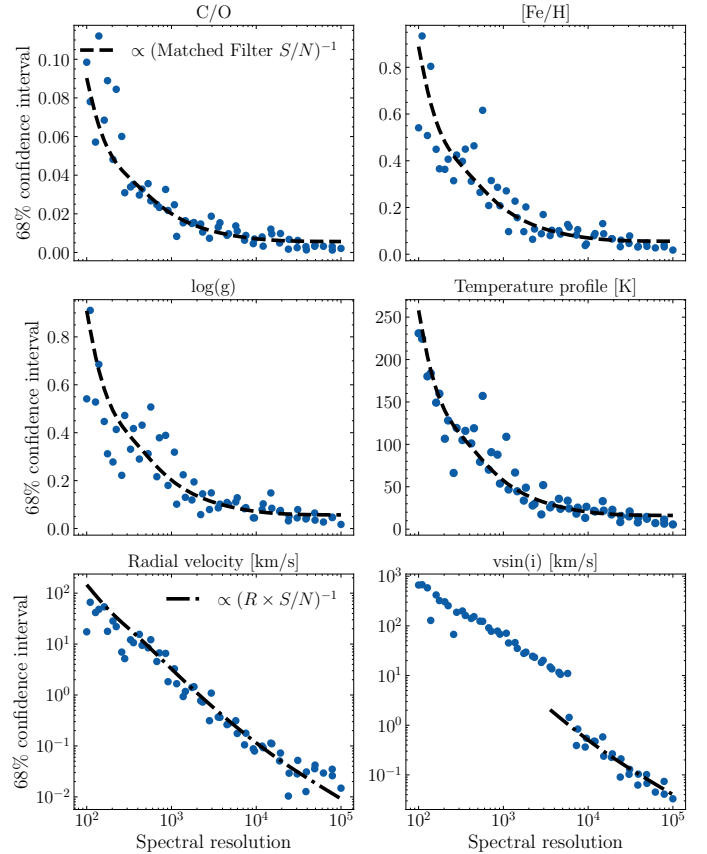 C/O
[Fe/H]
68% confidence interval
0.10
0.08
0.06
0.04
0.02
0.00
∝ (Matched Filter S/N)⁻¹
0.8
0.6
0.4
0.2
0.0
log(g)
Temperature profile [K]
68% confidence interval
0.8
0.6
0.4
0.2
0.0
250
200
150
100
50
0
Radial velocity [km/s]
vsin(i) [km/s]
68% confidence interval
10²
10¹
10⁰
10⁻¹
10⁻²
∝ (R × S/N)⁻¹
10³
10²
10¹
10⁰
10⁻¹
10² 10³ 10⁴ 10⁵
10² 10³ 10⁴ 10⁵
Spectral resolution
Spectral resolution